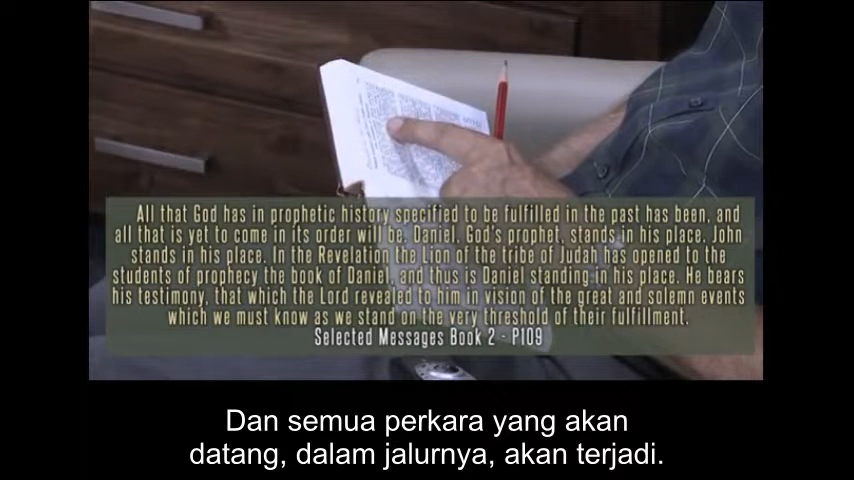 All that God has in prophetic history specified to be fulfilled in the past has been, and
all that is yet to come in its order will be. Daniel, God's prophet, stands in his place. John
stands in his place. In the Revelation the Lion of the tribe of Judah has opened to the
students of prophecy the book of Daniel, and thus is Daniel standing in his place. He bears
his testimony, that which the Lord revealed to him in vision of the great and solemn events
which we must know as we stand on the very threshold of their fulfillment.
Selected Messages Book 2 - P109
Dan semua perkara yang akan
datang, dalam jalurnya, akan terjadi.